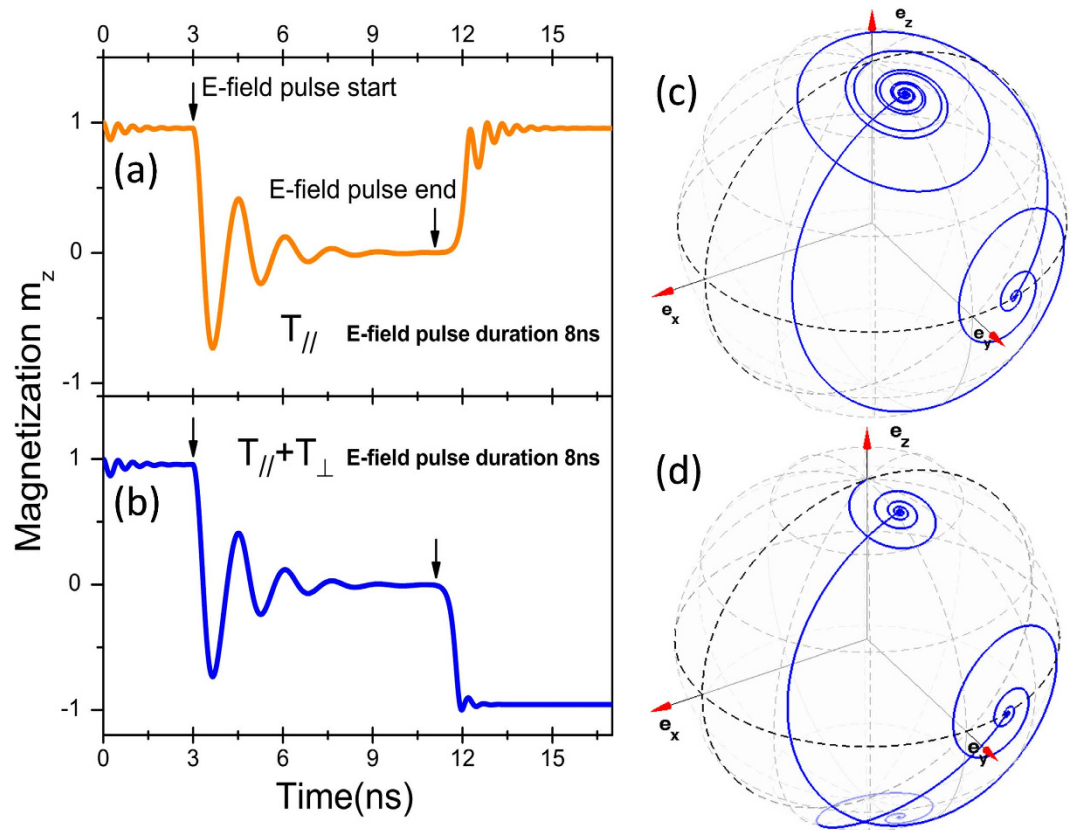 0 3 6 9 12 15
E-field pulse start
1
(a)
E-field pulse end
0
T// E-field pulse duration 8ns
-1
1
T//+T⊥ E-field pulse duration 8ns
(b)
0
-1
0 3 6 9 12 15
Time(ns)
Magnetization mz
(c)
ez
ex
ey
(d)
ez
ex
ey